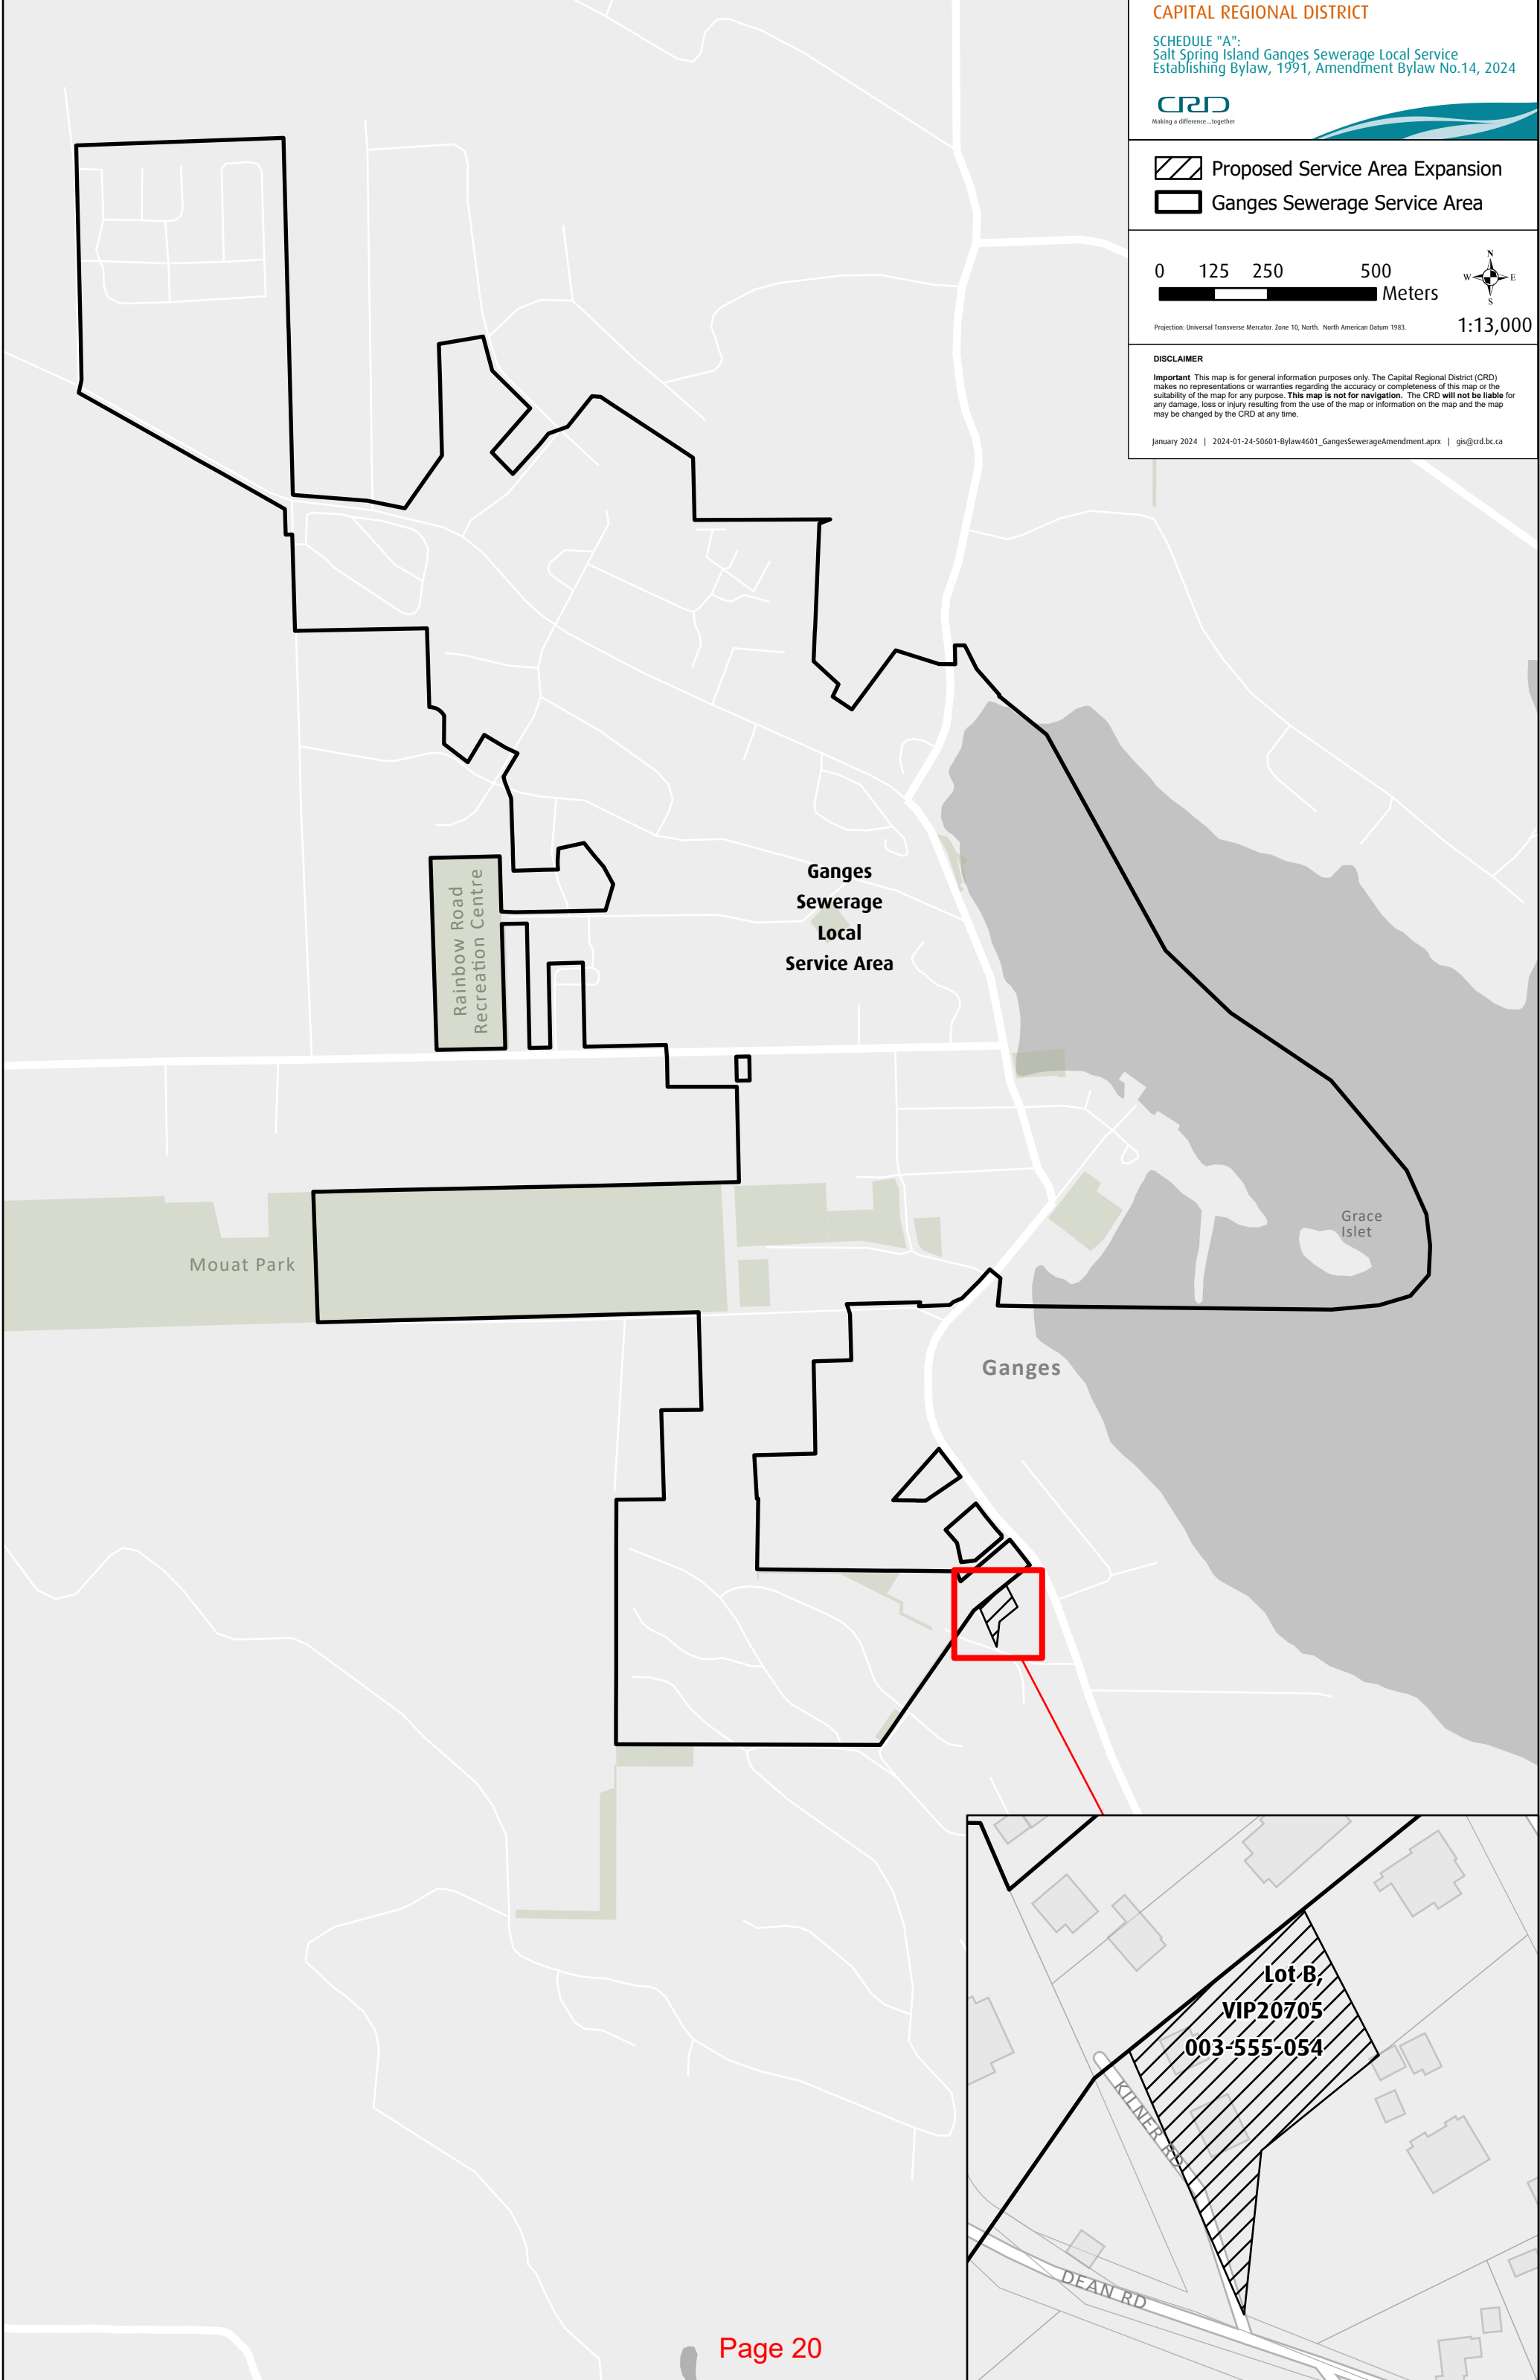 CAPITAL REGIONAL DISTRICT
SCHEDULE "A":
Salt Spring Island Ganges Sewerage Local Service
Establishing Bylaw, 1991, Amendment Bylaw No.14, 2024
CRD
Making a difference...together
Proposed Service Area Expansion
Ganges Sewerage Service Area
0 125 250 500
Meters
N
W E
S
1:13,000
Projection: Universal Transverse Mercator. Zone 10, North. North American Datum 1983.
DISCLAIMER
Important This map is for general information purposes only. The Capital Regional District (CRD)
makes no representations or warranties regarding the accuracy or completeness of this map or the
suitability of the map for any purpose. This map is not for navigation. The CRD will not be liable for
any damage, loss or injury resulting from the use of the map or information on the map and the map
may be changed by the CRD at any time.
January 2024 | 2024-01-24-50601-Bylaw4601_GangesSewerageAmendment.aprx | gis@crd.bc.ca
Ganges
Sewerage
Local
Service Area
Rainbow Road
Recreation Centre
Grace
Islet
Mouat Park
Ganges
Lot B,
VIP20705
003-555-054
KILNER RD
DEAN RD
Page 20